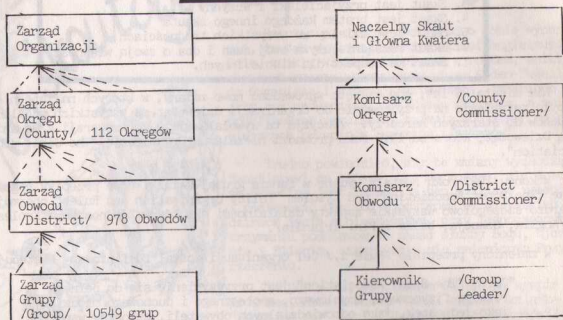 Zarząd
Organizacji
Naczelny Skaut
i Główna Kwatera
Zarząd
Okręgu
/County/ 112 Okręgów
Komisarz /County
Okręgu Commissioner/
Zarząd
Obwodu
/District/ 978 Obwodów
Komisarz /District
Obwodu Commissioner/
Zarząd
Grupy
/Group/ 10549 grup
Kierownik /Group
Grupy Leader/